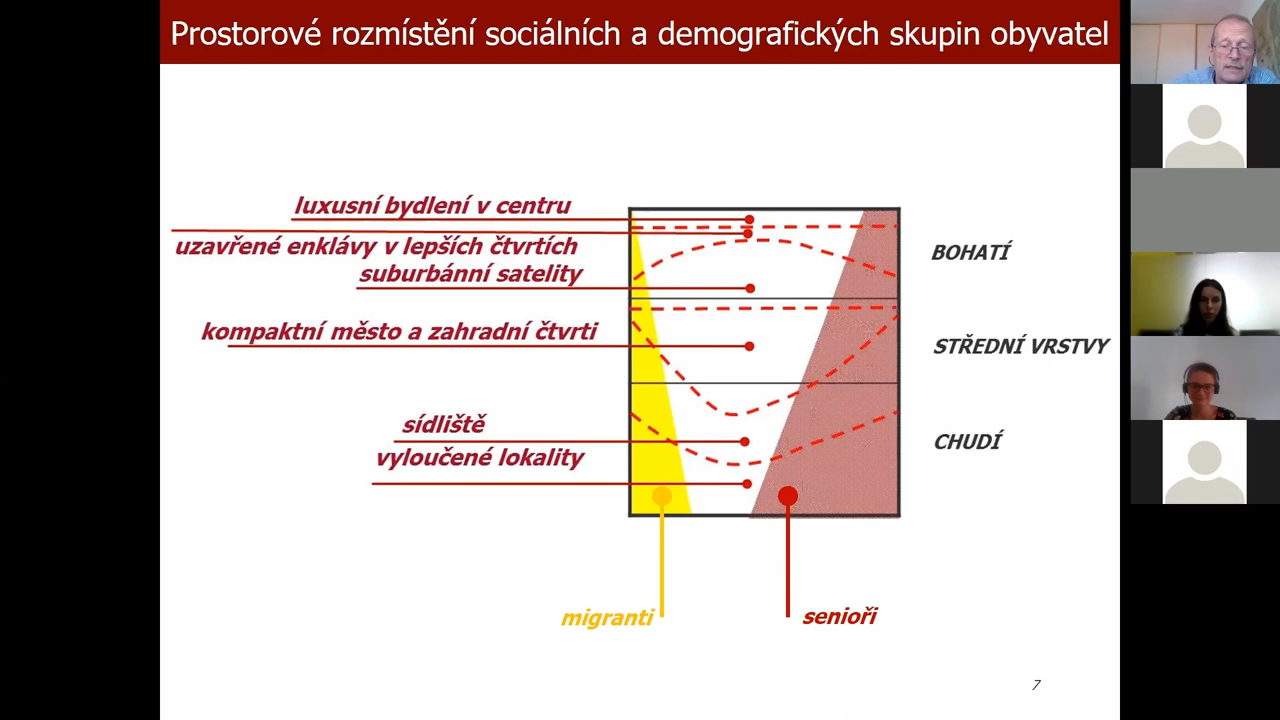 Prostorové rozmístění sociálních a demografických skupin obyvatel
luxusní bydlení v centru
uzavřené enklávy v lepších čtvrtích
suburbánní satelity
kompaktní město a zahradní čtvrti
sídliště
vyloučené lokality
BOHATÍ
STŘEDNÍ VRSTVY
CHUDÍ
migranti
senioři
7